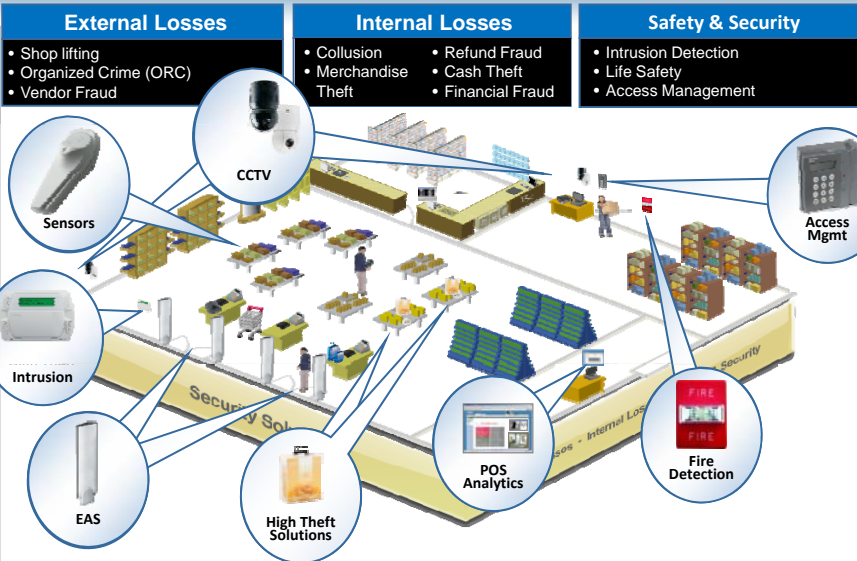 External Losses
• Shop lifting
• Organized Crime (ORC)
• Vendor Fraud
Internal Losses
• Collusion
• Merchandise
Theft
• Refund Fraud
• Cash Theft
• Financial Fraud
Safety & Security
• Intrusion Detection
• Life Safety
• Access Management
CCTV
Sensors
Access
Mgmt
Intrusion
EAS
High Theft
Solutions
POS
Analytics
FIRE
FIRE
Fire
Detection
Security Solu
ses - Internal Los
Security